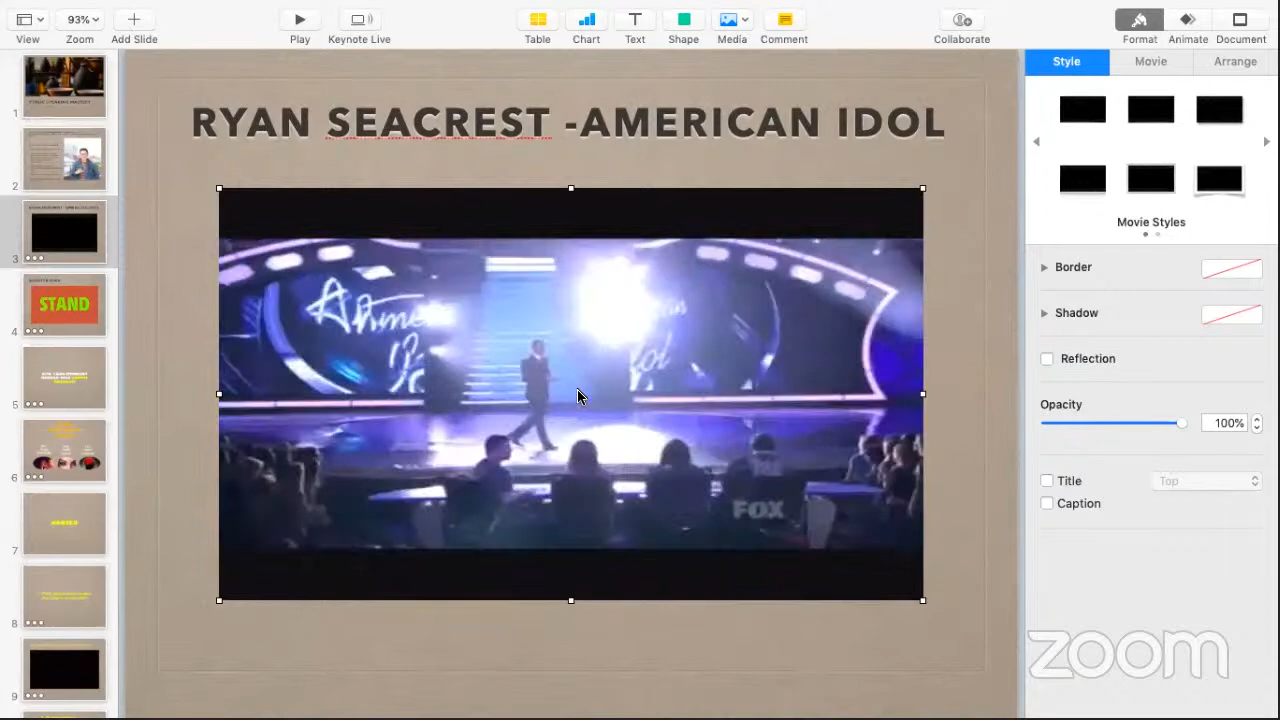 View
93%
Zoom
Add Slide
Play
Keynote Live
Table
Chart
Text
Shape
Media
Comment
Collaborate
Format
Animate
Document
Style
Movie
Arrange
Movie Styles
Border
Shadow
Reflection
Opacity
100%
Title
Top
Caption
RYAN SEACREST -AMERICAN IDOL
Idol
FOX
1
2
3
4
STAND
5
6
7
8
9
zoom